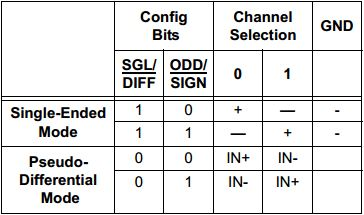 Config Bits Channel Selection GND
SGL/DIFF ODD/SIGN 0 1
Single-Ended Mode 1 0 + — -
1 1 — + -
Pseudo-Differential Mode 0 0 IN+ IN-
0 1 IN- IN+